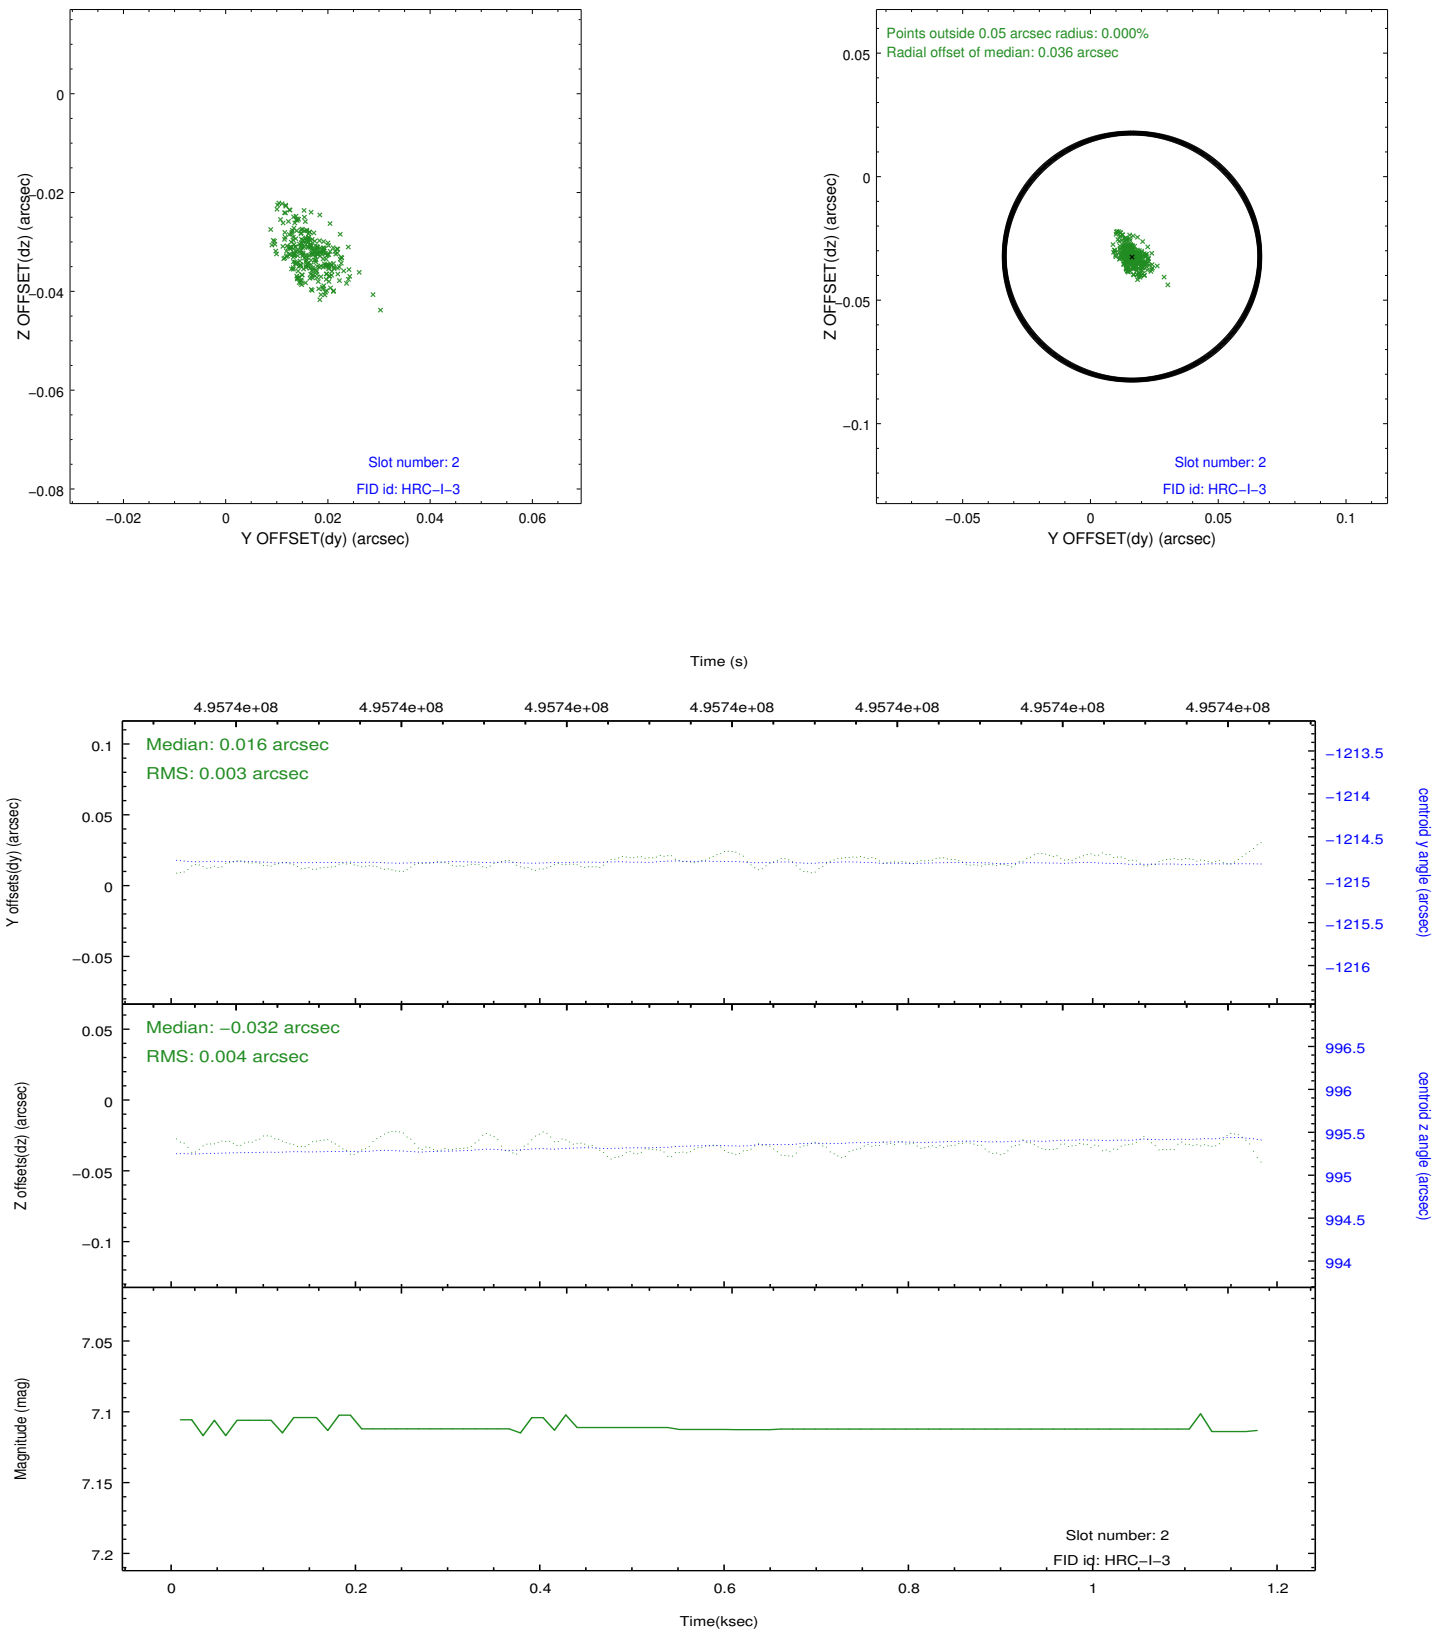 0
−0.02
−0.04
−0.06
−0.08
Z OFFSET(dz) (arcsec)
Slot number: 2
FID id: HRC−I−3
−0.02 0 0.02 0.04 0.06
Y OFFSET(dy) (arcsec)
Points outside 0.05 arcsec radius: 0.000%
Radial offset of median: 0.036 arcsec
0.05
0
−0.05
−0.1
Z OFFSET(dz) (arcsec)
Slot number: 2
FID id: HRC−I−3
−0.05 0 0.05 0.1
Y OFFSET(dy) (arcsec)
Time (s)
4.9574e+08 4.9574e+08 4.9574e+08 4.9574e+08 4.9574e+08 4.9574e+08 4.9574e+08
Median: 0.016 arcsec
RMS: 0.003 arcsec
0.1
0.05
0
−0.05
Y offsets(dy) (arcsec)
−1213.5
−1214
−1214.5
−1215
−1215.5
−1216
centroid y angle (arcsec)
Median: −0.032 arcsec
RMS: 0.004 arcsec
0.05
0
−0.05
−0.1
Z offsets(dz) (arcsec)
996.5
996
995.5
995
994.5
994
centroid z angle (arcsec)
7.05
7.1
7.15
7.2
Magnitude (mag)
Slot number: 2
FID id: HRC−I−3
0 0.2 0.4 0.6 0.8 1 1.2
Time(ksec)